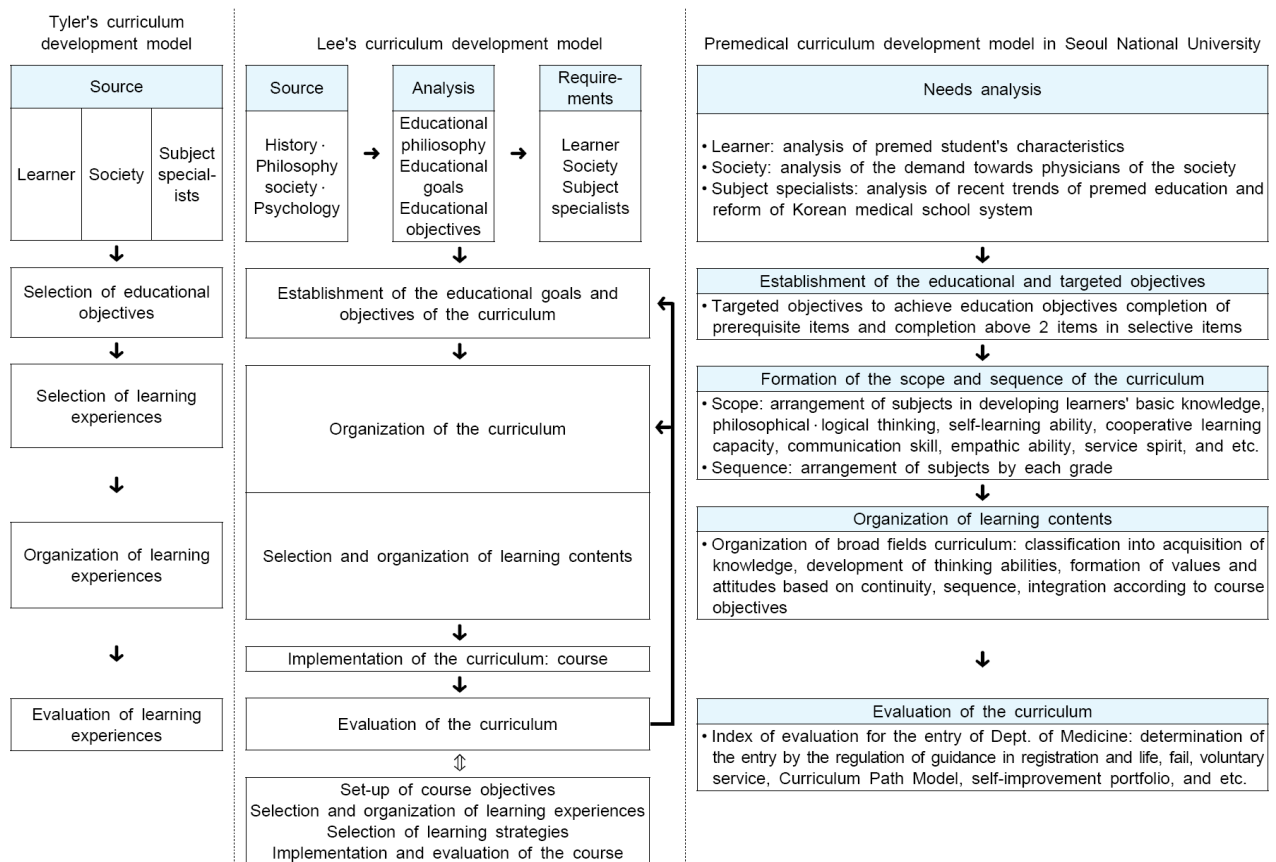 Tyler's curriculum
development model
Source
Learner
Society
Subject
special-
ists
Selection of educational
objectives
Selection of learning
experiences
Organization of learning
experiences
Evaluation of learning
experiences
Lee's curriculum development model
Source
History ·
Philosophy
society ·
Psychology
Analysis
Educational
philiosophy
Educational
goals
Educational
objectives
Require-
ments
Learner
Society
Subject
specialists
Establishment of the educational goals and
objectives of the curriculum
Organization of the curriculum
Selection and organization of learning contents
Implementation of the curriculum: course
Evaluation of the curriculum
Set-up of course objectives
Selection and organization of learning experiences
Selection of learning strategies
Implementation and evaluation of the course
Premedical curriculum development model in Seoul National University
Needs analysis
• Learner: analysis of premed student's characteristics
• Society: analysis of the demand towards physicians of the society
• Subject specialists: analysis of recent trends of premed education and
reform of Korean medical school system
Establishment of the educational and targeted objectives
• Targeted objectives to achieve education objectives completion of
prerequisite items and completion above 2 items in selective items
Formation of the scope and sequence of the curriculum
• Scope: arrangement of subjects in developing learners' basic knowledge,
philosophical · logical thinking, self-learning ability, cooperative learning
capacity, communication skill, empathic ability, service spirit, and etc.
• Sequence: arrangement of subjects by each grade
Organization of learning contents
• Organization of broad fields curriculum: classification into acquisition of
knowledge, development of thinking abilities, formation of values and
attitudes based on continuity, sequence, integration according to course
objectives
Evaluation of the curriculum
• Index of evaluation for the entry of Dept. of Medicine: determination of
the entry by the regulation of guidance in registration and life, fail, voluntary
service, Curriculum Path Model, self-improvement portfolio, and etc.